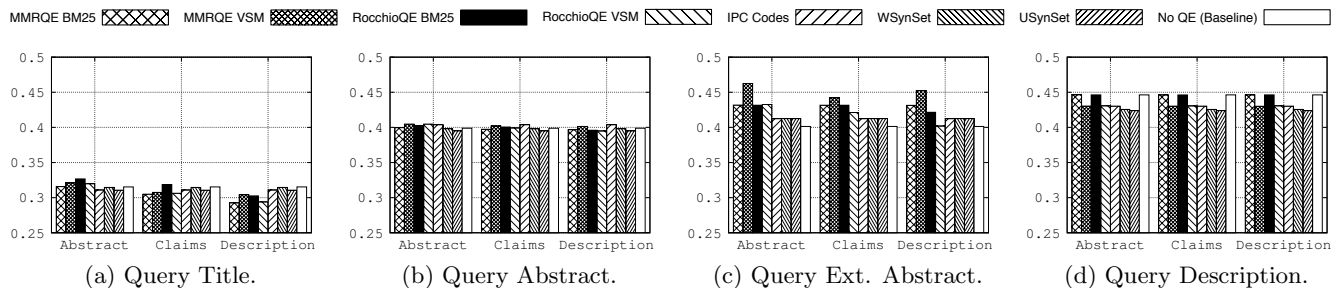 MMRQE BM25 MMRQE VSM RocchioQE BM25 RocchioQE VSM IPC Codes WSynSet USynSet No QE (Baseline)
0.5 0.5 0.5 0.5
0.45 0.45 0.45 0.45
0.4 0.4 0.4 0.4
0.35 0.35 0.35 0.35
0.3 0.3 0.3 0.3
0.25 0.25 0.25 0.25
Abstract Claims Description Abstract Claims Description Abstract Claims Description Abstract Claims Description
(a) Query Title. (b) Query Abstract. (c) Query Ext. Abstract. (d) Query Description.